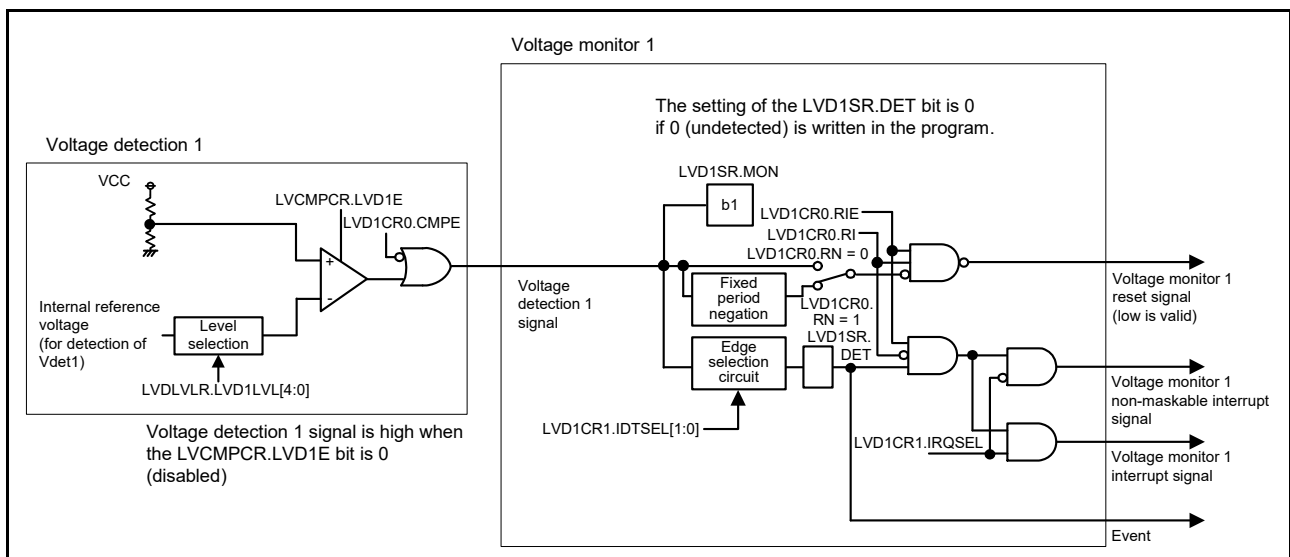 Voltage monitor 1
The setting of the LVD1SR.DET bit is 0
if 0 (undetected) is written in the program.
Voltage detection 1
VCC
LVCMPCR.LVD1E
LVD1CR0.CMPE
+
-
Internal reference
voltage
(for detection of
Vdet1)
Level
selection
LVDLVLR.LVD1LVL[4:0]
Voltage detection 1 signal is high when
the LVCMPCR.LVD1E bit is 0
(disabled)
Voltage
detection 1
signal
LVD1SR.MON
b1
LVD1CR0.RIE
LVD1CR0.RI
LVD1CR0.RN = 0
Fixed
period
negation
LVD1CR0.
RN = 1
LVD1SR.
DET
Edge
selection
circuit
LVD1CR1.IDTSEL[1:0]
LVD1CR1.IRQSEL
Voltage monitor 1
reset signal
(low is valid)
Voltage monitor 1
non-maskable interrupt
signal
Voltage monitor 1
interrupt signal
Event